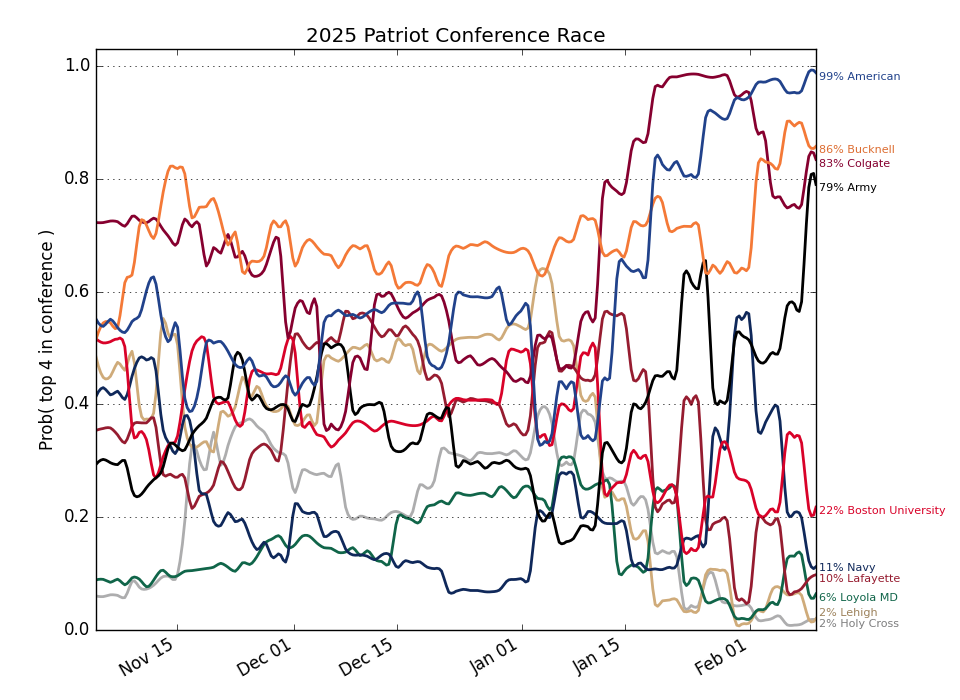 2025 Patriot Conference Race
Prob( top 4 in conference )
1.0
0.8
0.6
0.4
0.2
0.0
Nov 15
Dec 01
Dec 15
Jan 01
Jan 15
Feb 01
99% American
86% Bucknell
83% Colgate
79% Army
22% Boston University
11% Navy
10% Lafayette
6% Loyola MD
2% Lehigh
2% Holy Cross